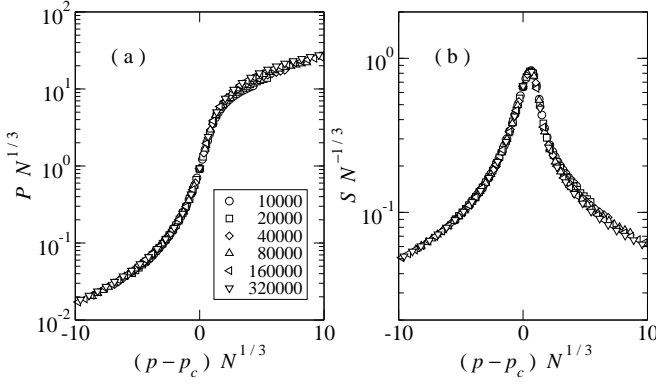 ( a )
P N^{1/3}
10^2
10^1
10^0
10^{-1}
10^{-2}
10000
20000
40000
80000
160000
320000
-10 0 10
(p−p_c) N^{1/3}
( b )
S N^{-1/3}
10^0
10^{-1}
-10 0 10
(p−p_c) N^{1/3}